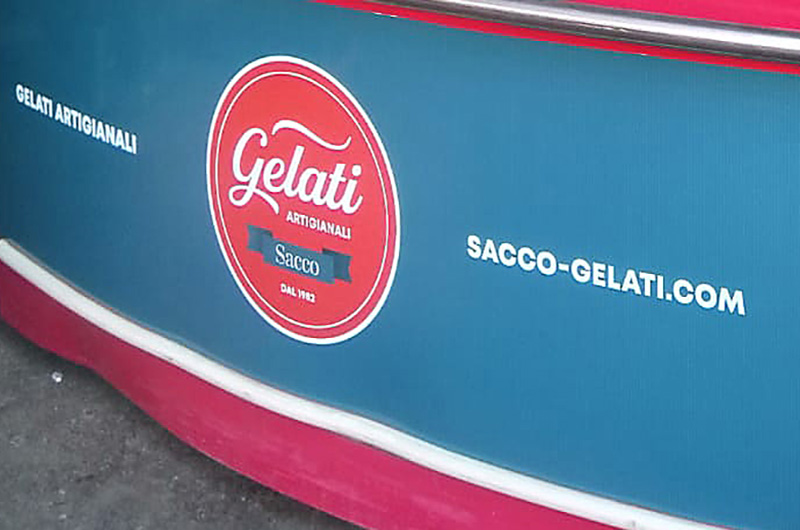 GELATI ARTIGIANALI
Gelati
ARTIGIANALI
Sacco
DAL 1982
SACCO-GELATI.COM